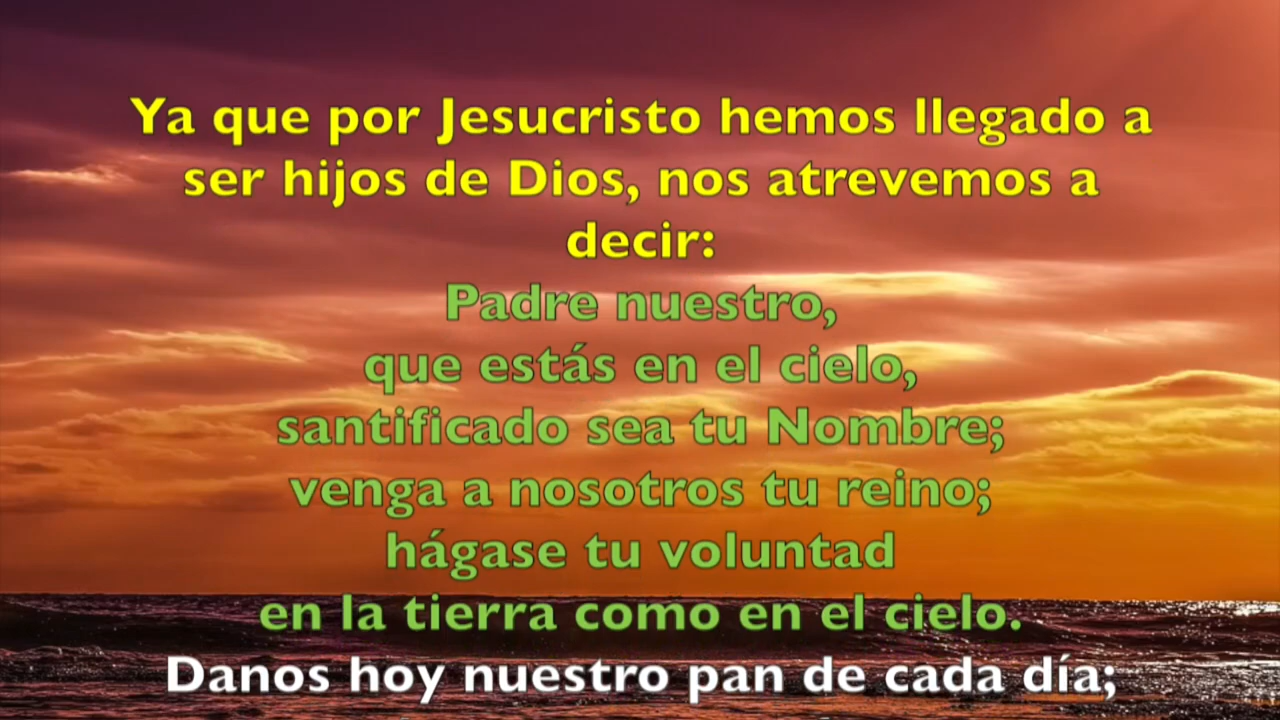 Ya que por Jesucristo hemos llegado a
ser hijos de Dios, nos atrevemos a
decir:
Padre nuestro,
que estás en el cielo,
santificado sea tu Nombre;
venga a nosotros tu reino;
hágase tu voluntad
en la tierra como en el cielo.
Danos hoy nuestro pan de cada día;